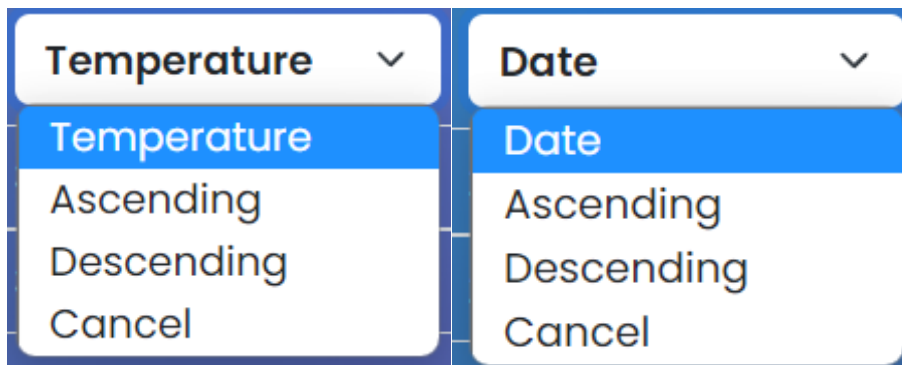 Temperature
Temperature
Ascending
Descending
Cancel
Date
Date
Ascending
Descending
Cancel